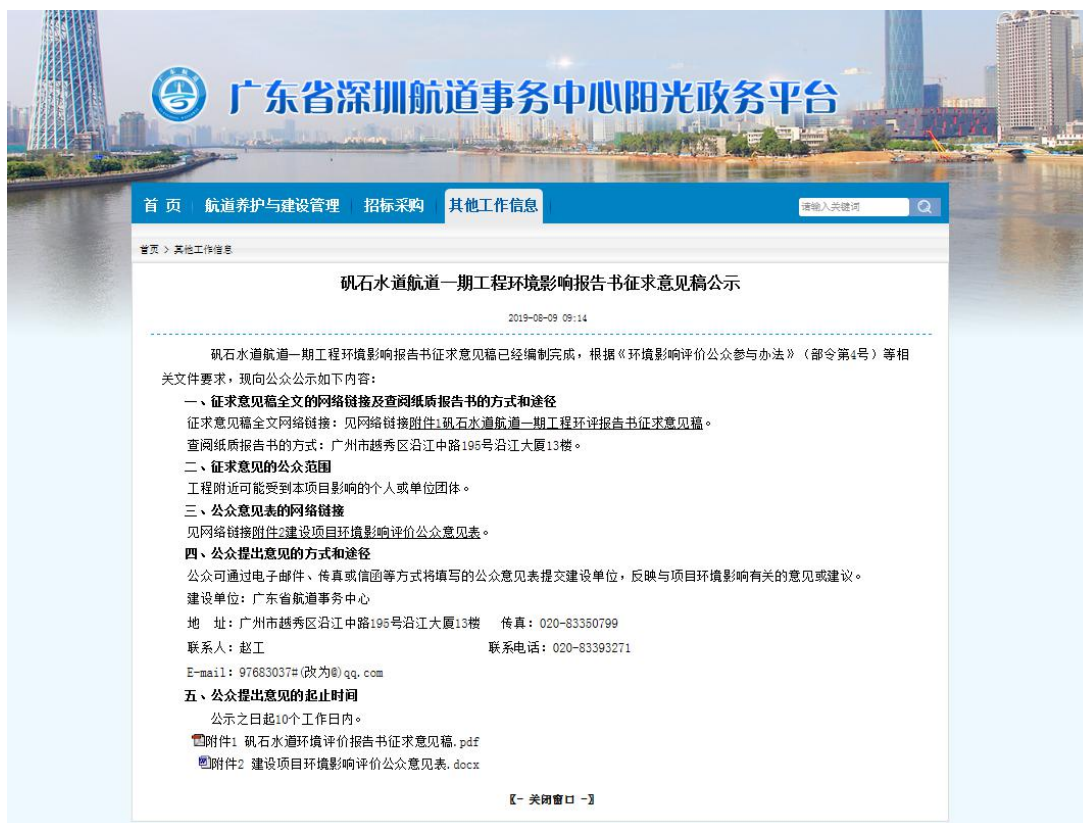 广东省深圳航道事务中心阳光政务平台
首 页 航道养护与建设管理 招标采购 其他工作信息 请输入关键词
首页 > 其他工作信息
矾石水道航道一期工程环境影响报告书征求意见稿公示
2019-08-09 09:14
矾石水道航道一期工程环境影响报告书征求意见稿已经编制完成，根据《环境影响评价公众参与办法》（部令第4号）等相
关文件要求，现向公众公示如下内容：
一、征求意见稿全文的网络链接及查阅纸质报告书的方式和途径
征求意见稿全文网络链接：见网络链接附件1矾石水道航道一期工程环评报告书征求意见稿。
查阅纸质报告书的方式：广州市越秀区沿江中路195号沿江大厦13楼。
二、征求意见的公众范围
工程附近可能受到本项目影响的个人或单位团体。
三、公众意见表的网络链接
见网络链接附件2建设项目环境影响评价公众意见表。
四、公众提出意见的方式和途径
公众可通过电子邮件、传真或信函等方式将填写的公众意见表提交建设单位，反映与项目环境影响有关的意见或建议。
建设单位：广东省航道事务中心
地 址：广州市越秀区沿江中路195号沿江大厦13楼 传真：020-83350799
联系人：赵工 联系电话：020-83393271
E-mail：97683037#(改为@)qq.com
五、公众提出意见的起止时间
公示之日起10个工作日内。
附件1 矾石水道环境评价报告书征求意见稿.pdf
附件2 建设项目环境影响评价公众意见表.docx
〖- 关闭窗口 -〗